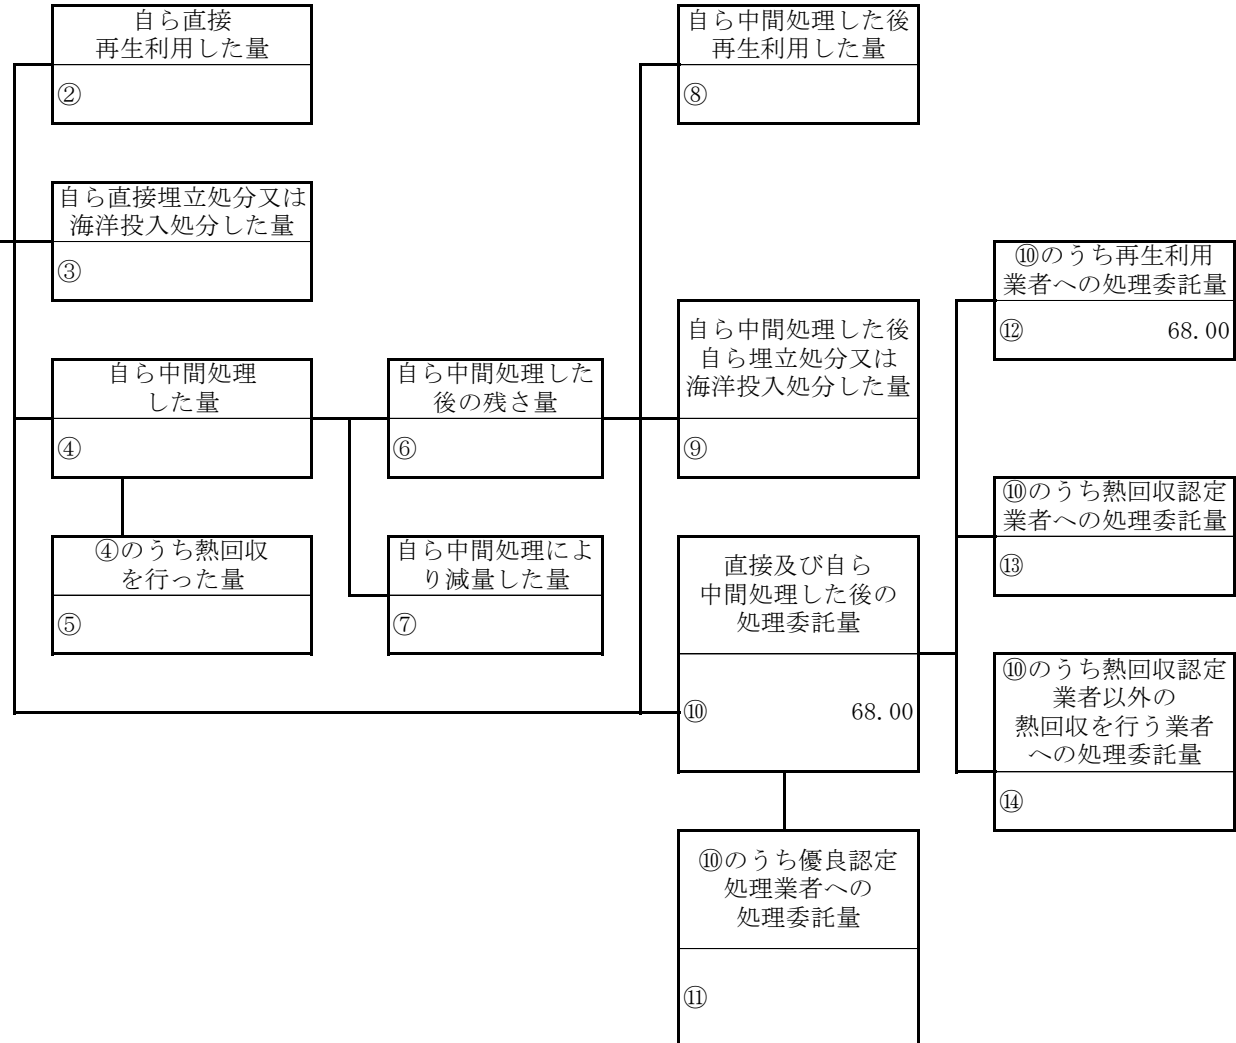 自ら直接
再生利用した量
②
自ら中間処理した後
再生利用した量
⑧
自ら直接埋立処分又は
海洋投入処分した量
③
⑩のうち再生利用
業者への処理委託量
⑫ 68.00
自ら中間処理した後
自ら埋立処分又は
海洋投入処分した量
⑨
自ら中間処理
した量
④
自ら中間処理した
後の残さ量
⑥
⑩のうち熱回収認定
業者への処理委託量
⑬
④のうち熱回収
を行った量
⑤
自ら中間処理によ
り減量した量
⑦
直接及び自ら
中間処理した後の
処理委託量
⑩ 68.00
⑩のうち熱回収認定
業者以外の
熱回収を行う業者
への処理委託量
⑭
⑩のうち優良認定
処理業者への
処理委託量
⑪